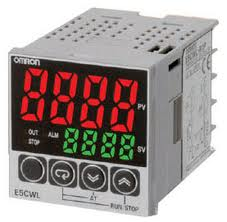 OMRON
8888
PV
OUT ALM
STOP
8888
SV
E5CWL
AT
RUN STOP